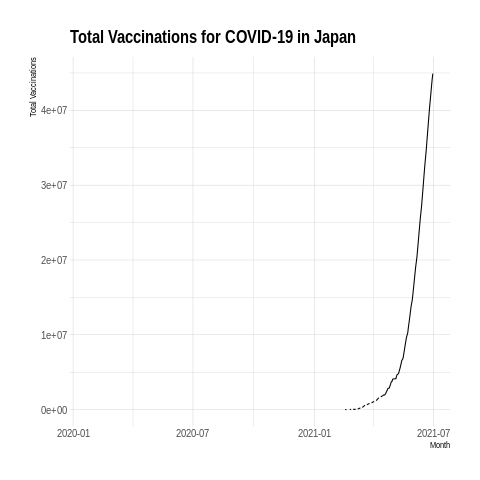 Total Vaccinations for COVID-19 in Japan
Total Vaccinations
4e+07
3e+07
2e+07
1e+07
0e+00
2020-01
2020-07
2021-01
2021-07
Month